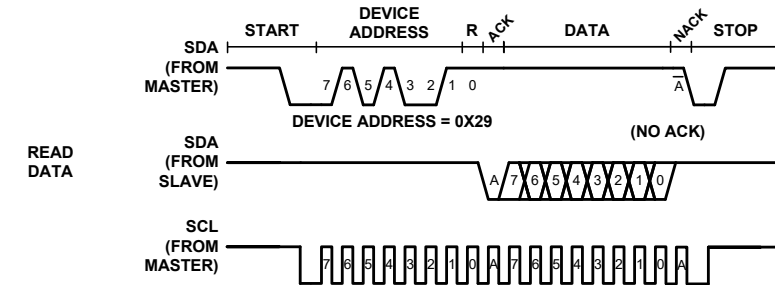 START DEVICE ADDRESS R ACK DATA NACK STOP
SDA (FROM MASTER)
7 6 5 4 3 2 1 0 A̅
DEVICE ADDRESS = 0X29
(NO ACK)
READ DATA
SDA (FROM SLAVE)
A 7 6 5 4 3 2 1 0
SCL (FROM MASTER)
7 6 5 4 3 2 1 0 A 7 6 5 4 3 2 1 0 A